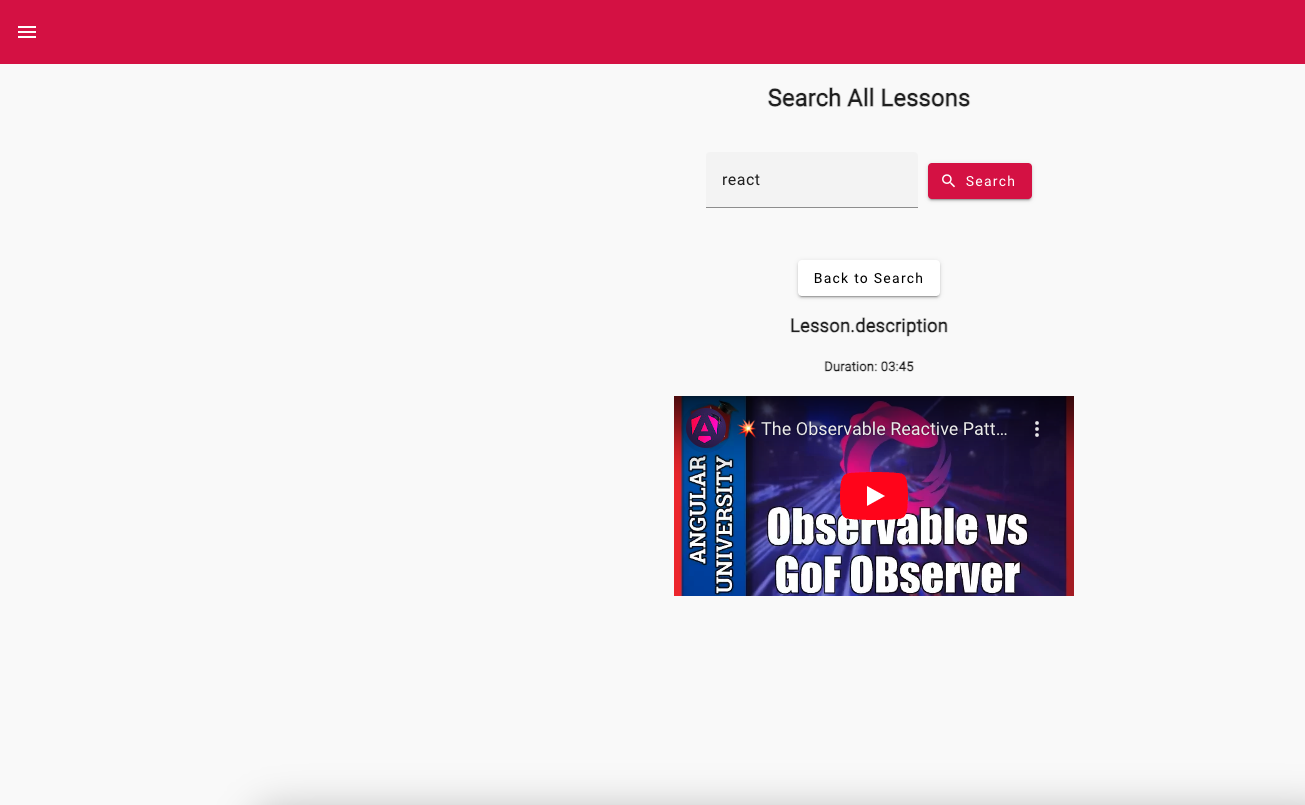 Search All Lessons
react
Search
Back to Search
Lesson.description
Duration: 03:45
💥 The Observable Reactive Patt...
ANGULAR
UNIVERSITY
Observable vs
GoF OBserver